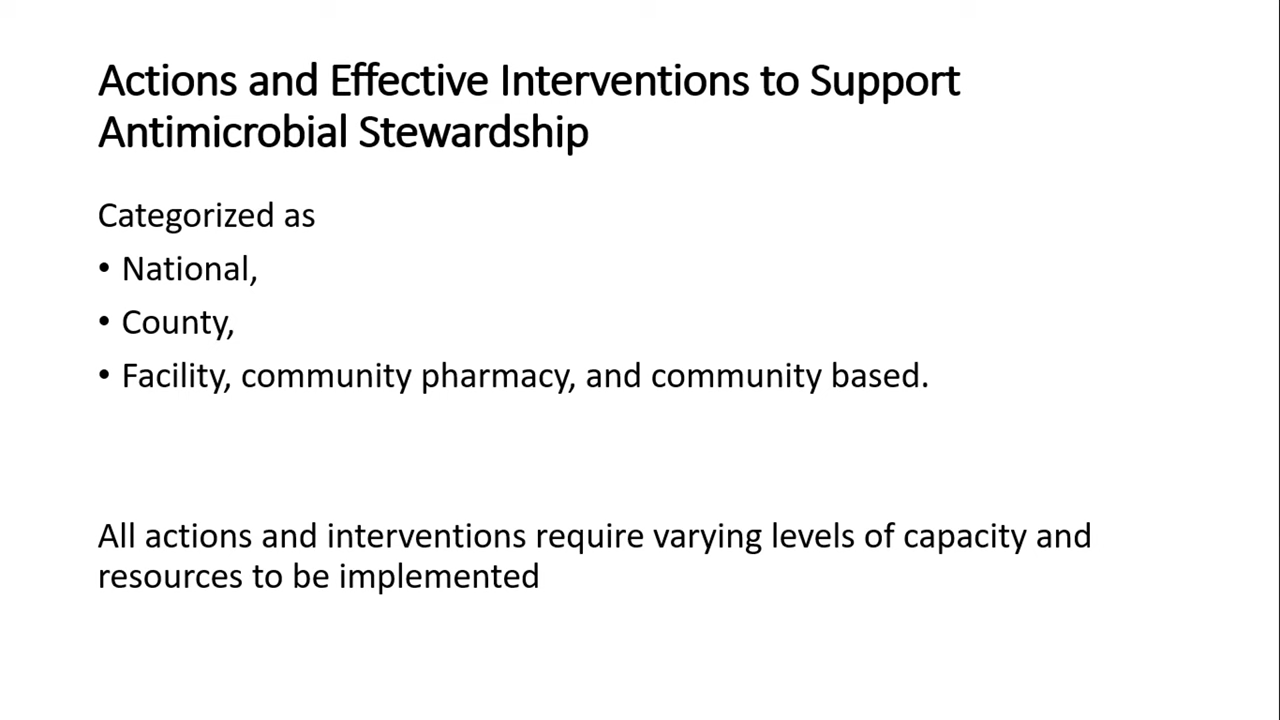 Actions and Effective Interventions to Support
Antimicrobial Stewardship
Categorized as
• National,
• County,
• Facility, community pharmacy, and community based.
All actions and interventions require varying levels of capacity and
resources to be implemented